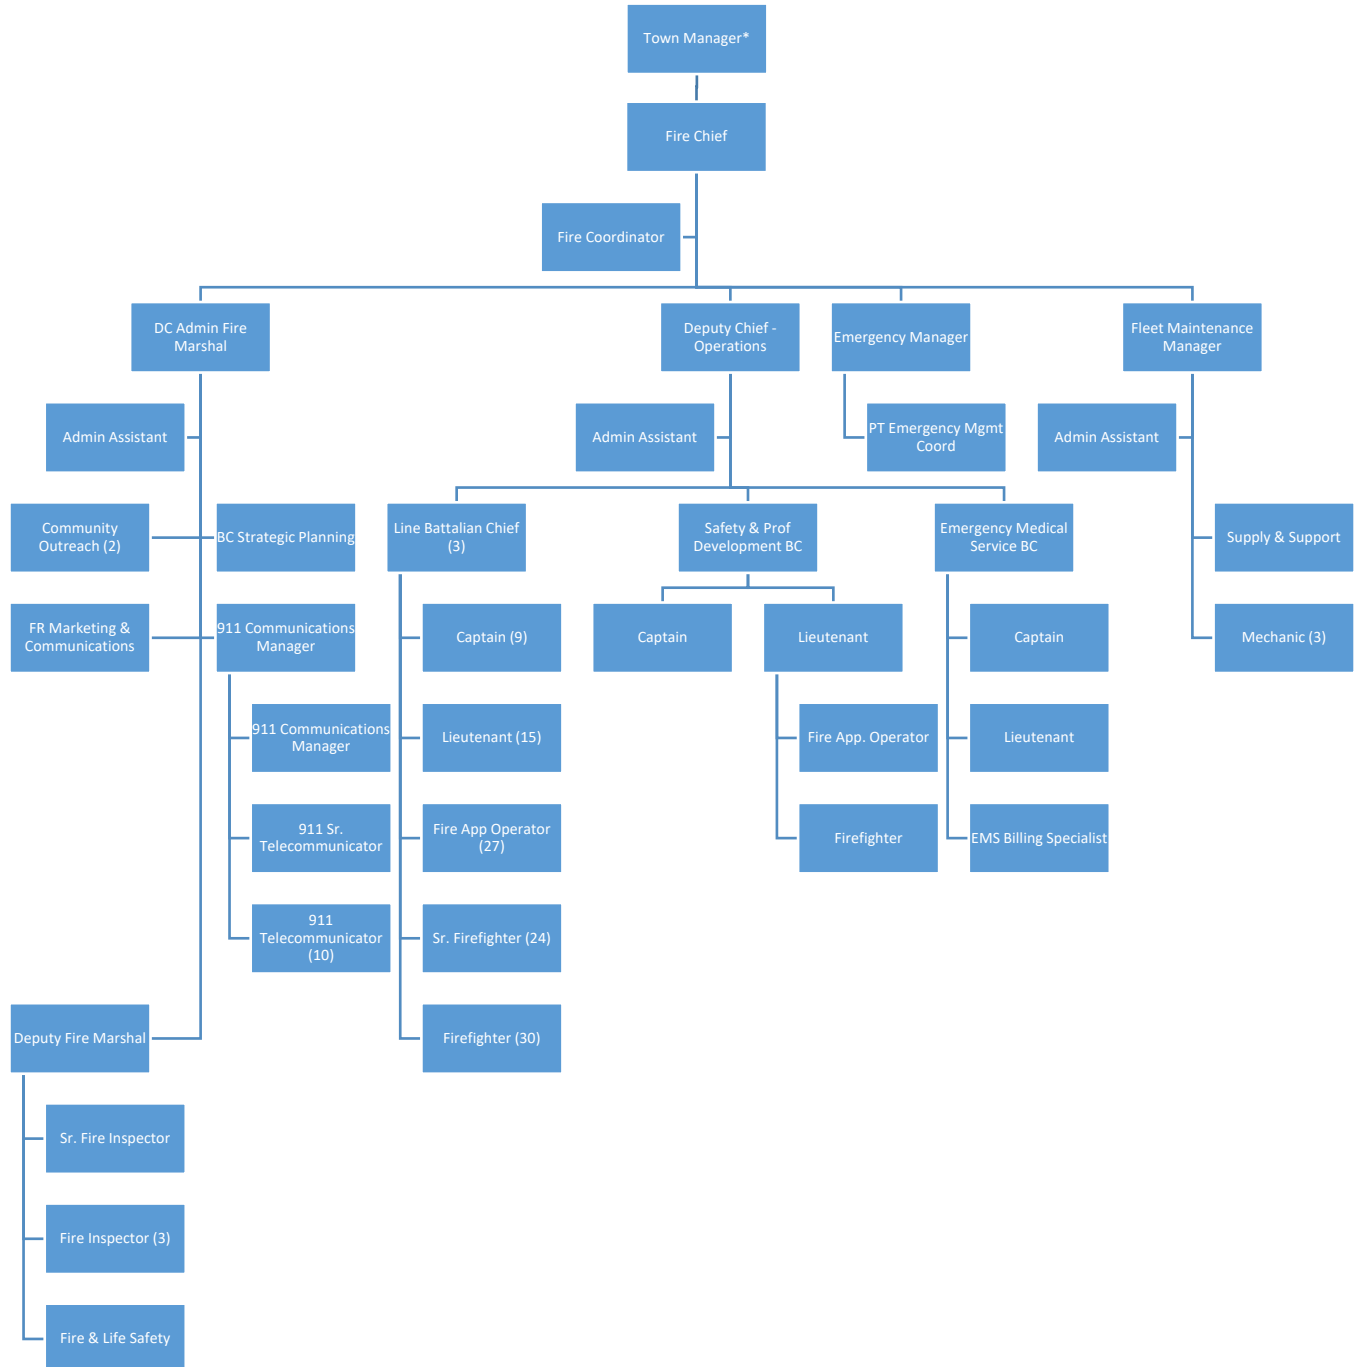 Town Manager*
Fire Chief
Fire Coordinator
DC Admin Fire
Marshal
Deputy Chief -
Operations
Emergency Manager
Fleet Maintenance
Manager
Admin Assistant
Admin Assistant
PT Emergency Mgmt
Coord
Admin Assistant
Community
Outreach (2)
BC Strategic Planning
Line Battalian Chief
(3)
Safety & Prof
Development BC
Emergency Medical
Service BC
Supply & Support
FR Marketing &
Communications
911 Communications
Manager
Captain (9)
Captain
Lieutenant
Captain
Mechanic (3)
911 Communications
Manager
Lieutenant (15)
Fire App. Operator
Lieutenant
911 Sr.
Telecommunicator
Fire App Operator
(27)
Firefighter
EMS Billing Specialist
911
Telecommunicator
(10)
Sr. Firefighter (24)
Deputy Fire Marshal
Firefighter (30)
Sr. Fire Inspector
Fire Inspector (3)
Fire & Life Safety